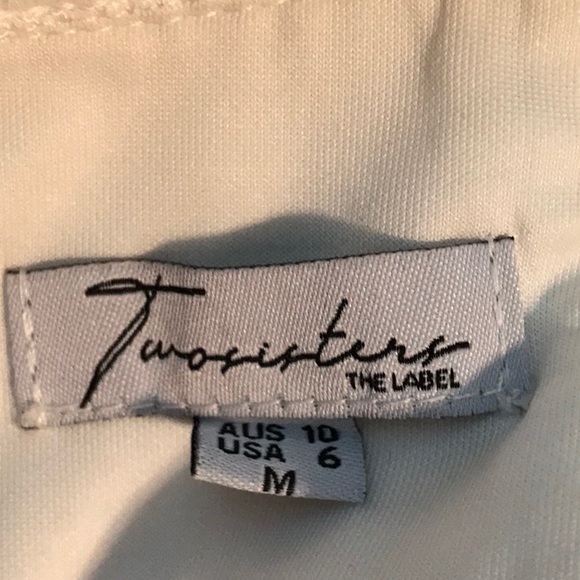 Twosisters
THE LABEL
AUS 10
USA 6
M